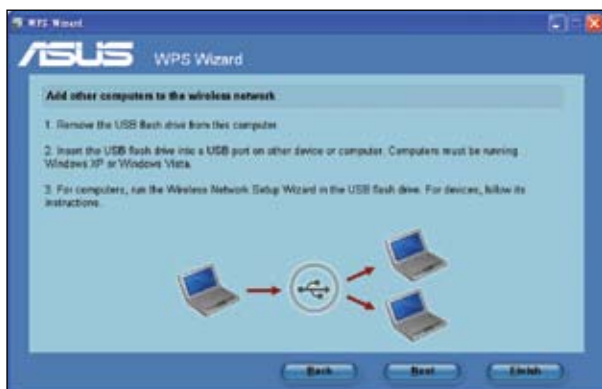 WPS Wizard
ASUS WPS Wizard
Add other computers to the wireless network
1. Remove the USB flash drive from this computer
2. Insert the USB flash drive into a USB port on other device or computer. Computers must be running
Windows XP or Windows Vista.
3. For computers, run the Wireless Network Setup Wizard in the USB flash drive. For devices, follow its
instructions.
Back Next Finish